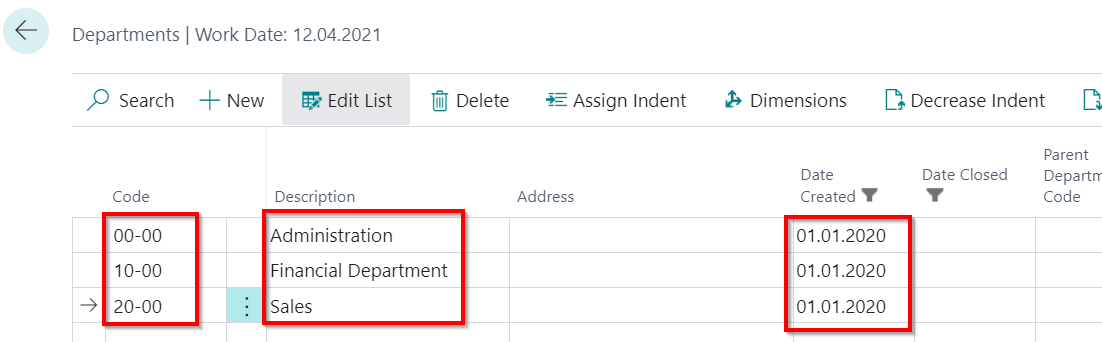 Departments | Work Date: 12.04.2021
Search New Edit List Delete Assign Indent Dimensions Decrease Indent
Parent
Date Date Closed Departm
Code Description Address Created Code
00-00 Administration 01.01.2020
10-00 Financial Department 01.01.2020
20-00 Sales 01.01.2020